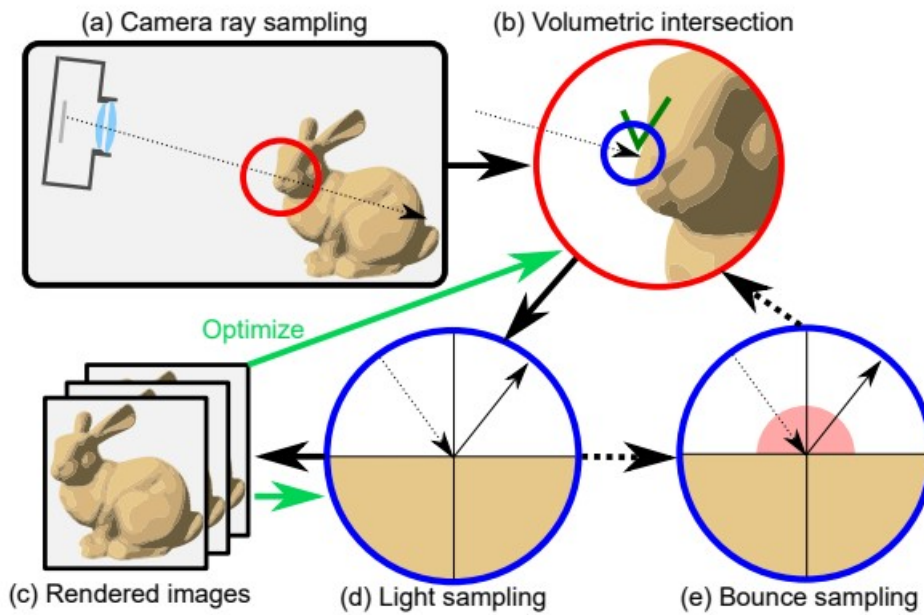 (a) Camera ray sampling
(b) Volumetric intersection
Optimize
(c) Rendered images
(d) Light sampling
(e) Bounce sampling